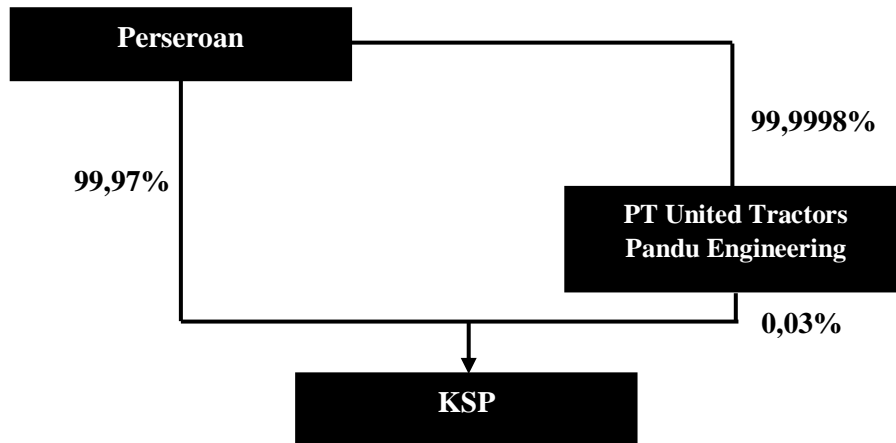 Perseroan
99,9998%
99,97%
PT United Tractors
Pandu Engineering
0,03%
KSP